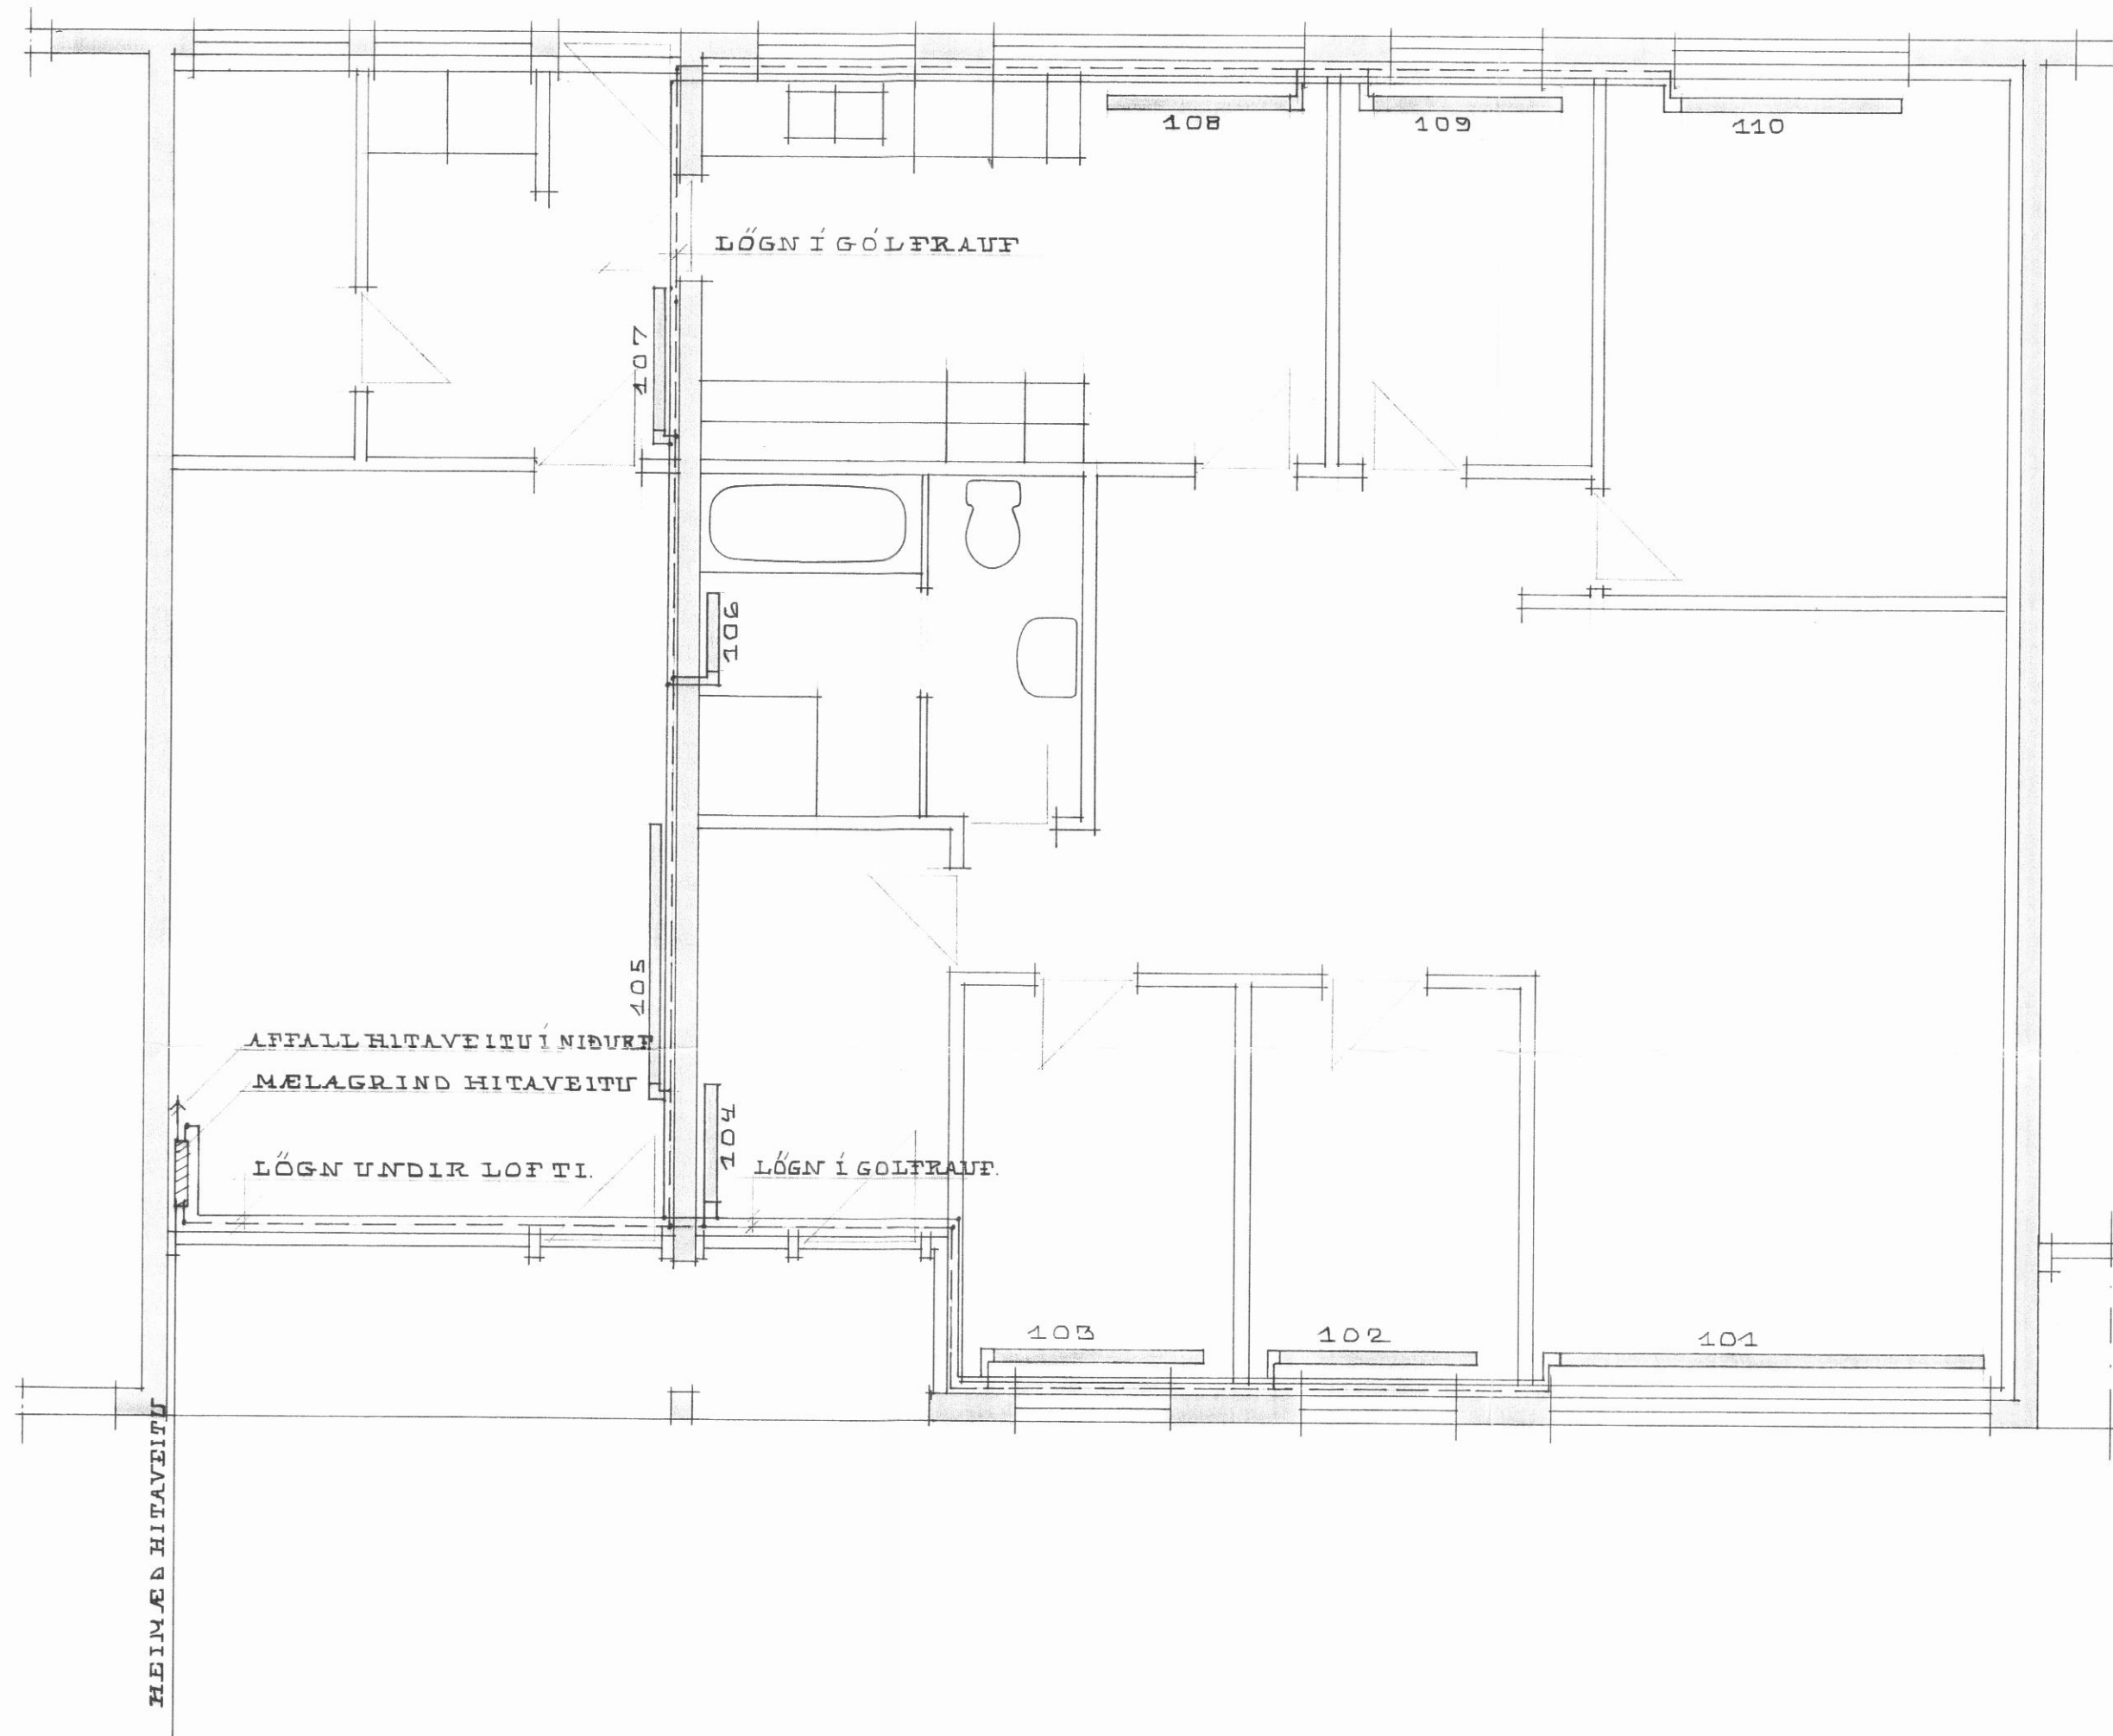 108
109
110
LÖGN Í GÓLFRAUF
107
106
105
AFFALL HITAVEITU Í NIÐURF
MÆLAGRIND HITAVEITU
104
LÖGN UNDIR LOFTI.
LÖGN Í GOLFRAUF.
103
102
101
HEIMÆÐ HITAVEITU